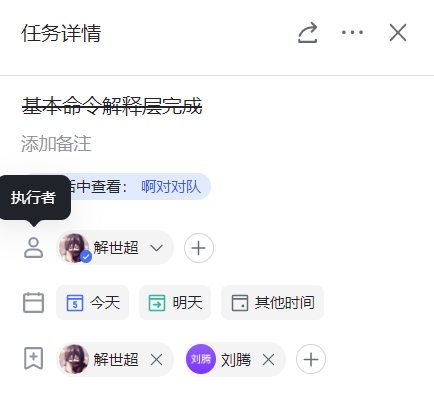 任务详情
基本命令解释层完成
添加备注
活中查看： 啊对对队
执行者
解世超
5 今天 明天 其他时间
解世超 刘腾 刘腾